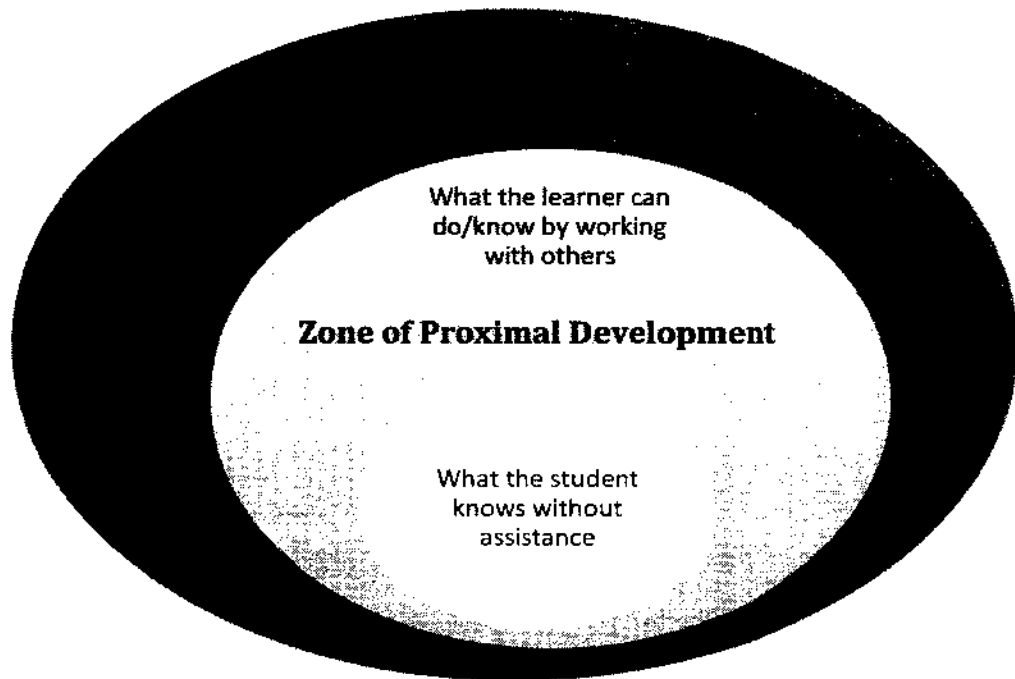 What the learner can
do/know by working
with others
Zone of Proximal Development
What the student
knows without
assistance